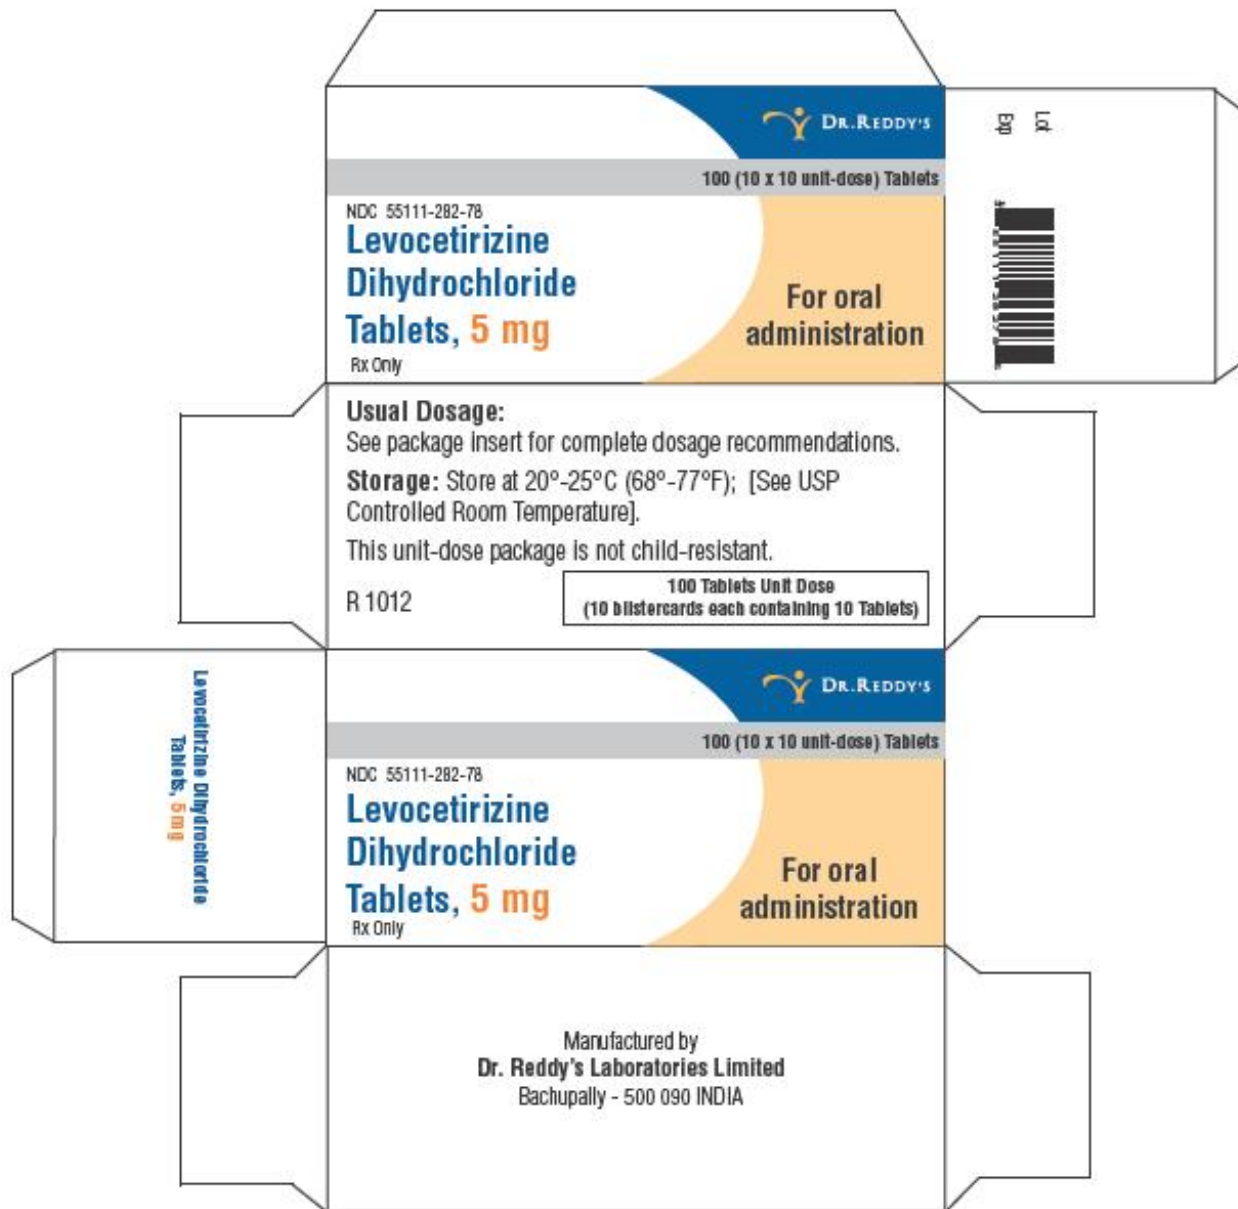 DR.REDDY'S
100 (10 x 10 unit-dose) Tablets
NDC 55111-282-78
Levocetirizine
Dihydrochloride
Tablets, 5 mg
Rx Only
For oral
administration
Lot
Exp
Usual Dosage:
See package insert for complete dosage recommendations.
Storage: Store at 20°-25°C (68°-77°F); [See USP
Controlled Room Temperature].
This unit-dose package is not child-resistant.
R 1012
100 Tablets Unit Dose
(10 blistercards each containing 10 Tablets)
Levocetirizine Dihydrochloride
Tablets, 5 mg
DR.REDDY'S
100 (10 x 10 unit-dose) Tablets
NDC 55111-282-78
Levocetirizine
Dihydrochloride
Tablets, 5 mg
Rx Only
For oral
administration
Manufactured by
Dr. Reddy's Laboratories Limited
Bachupally - 500 090 INDIA